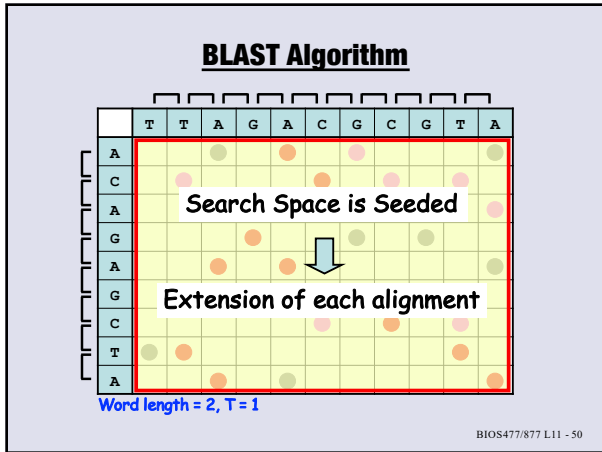 BLAST Algorithm
T T A G A C G C G T A
A
C
A
G
A
G
C
T
A
Search Space is Seeded
Extension of each alignment
Word length = 2, T = 1
BIOS477/877 L11 - 50